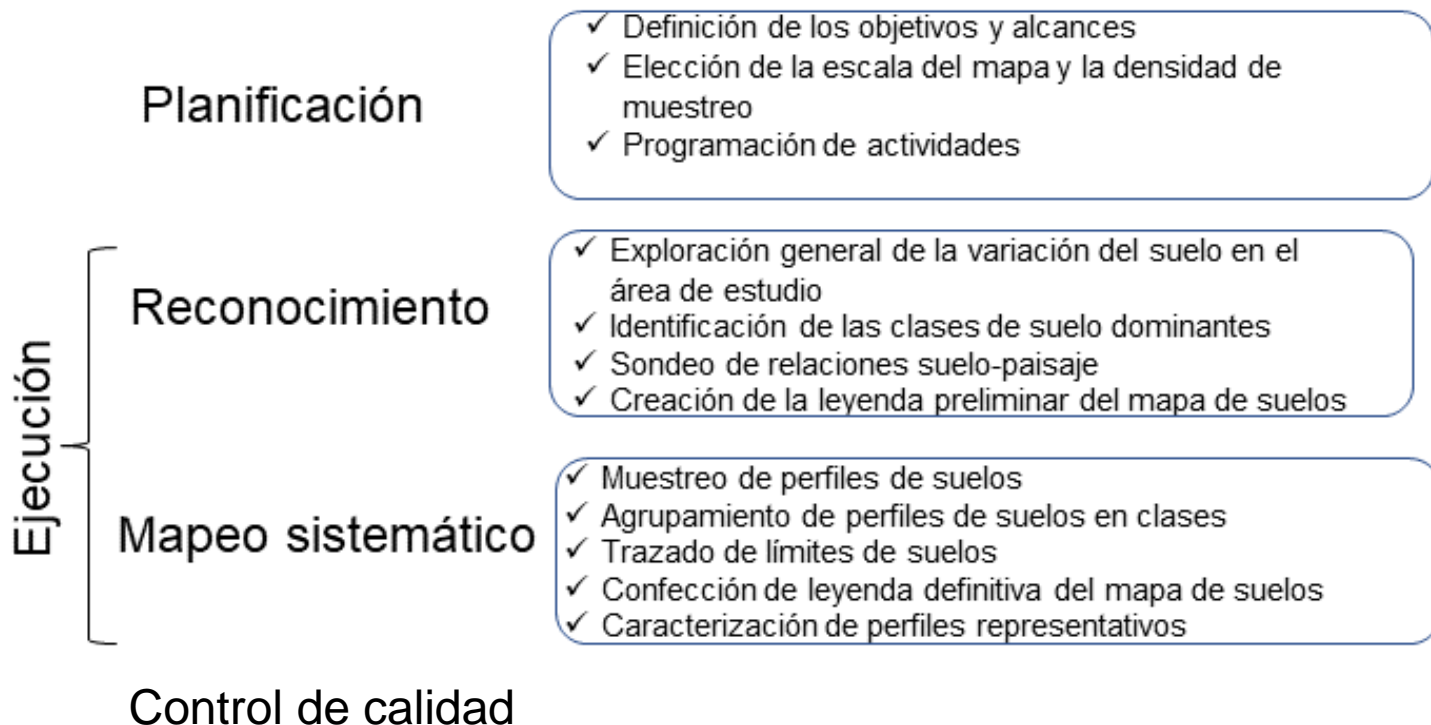 Planificación
✓ Definición de los objetivos y alcances
✓ Elección de la escala del mapa y la densidad de
muestreo
✓ Programación de actividades
Ejecución
Reconocimiento
✓ Exploración general de la variación del suelo en el
área de estudio
✓ Identificación de las clases de suelo dominantes
✓ Sondeo de relaciones suelo-paisaje
✓ Creación de la leyenda preliminar del mapa de suelos
Mapeo sistemático
✓ Muestreo de perfiles de suelos
✓ Agrupamiento de perfiles de suelos en clases
✓ Trazado de límites de suelos
✓ Confección de leyenda definitiva del mapa de suelos
✓ Caracterización de perfiles representativos
Control de calidad